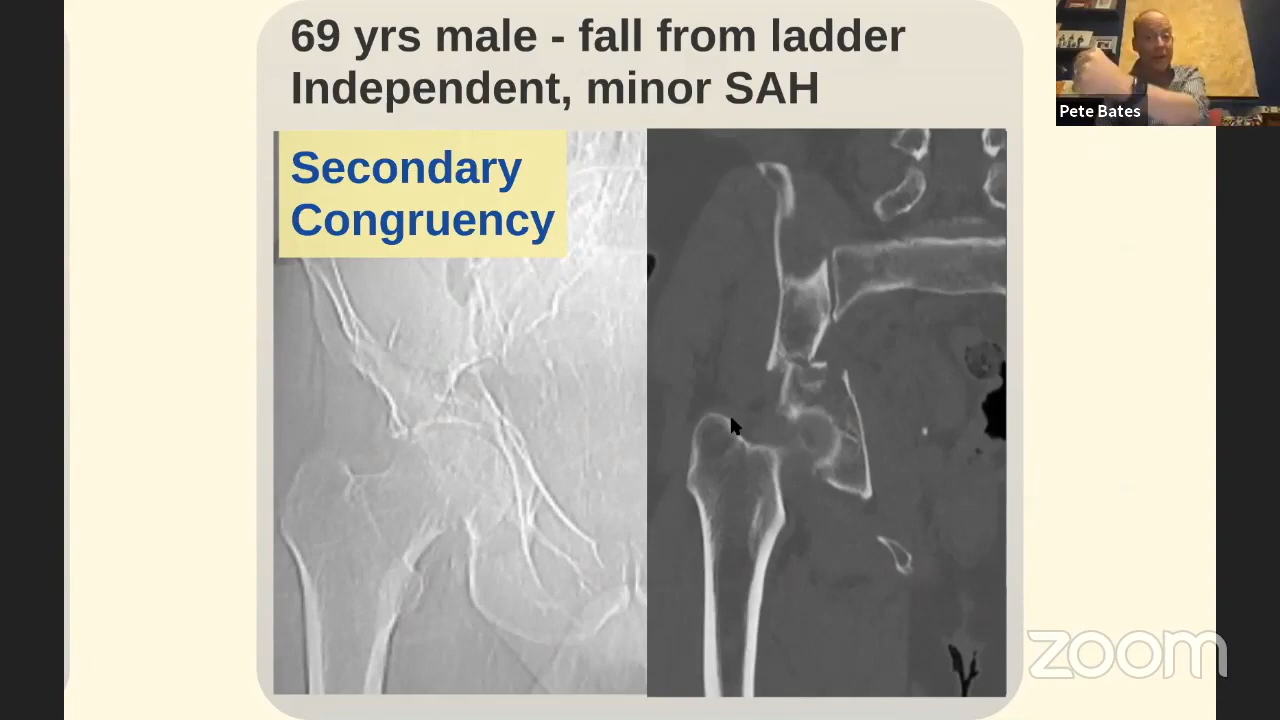 69 yrs male - fall from ladder
Independent, minor SAH
Secondary
Congruency
Pete Bates
zoom